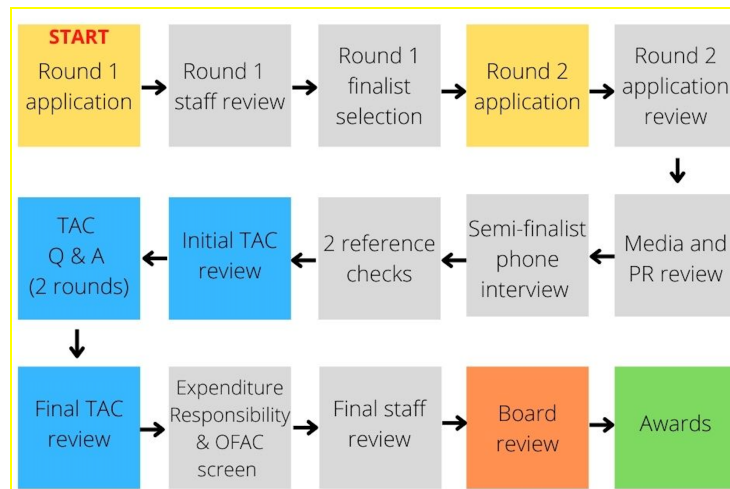 START
Round 1
application
Round 1
staff review
Round 1
finalist
selection
Round 2
application
Round 2
application
review
TAC
Q & A
(2 rounds)
Initial TAC
review
2 reference
checks
Semi-finalist
phone
interview
Media and
PR review
Final TAC
review
Expenditure
Responsibility
& OFAC
screen
Final staff
review
Board
review
Awards